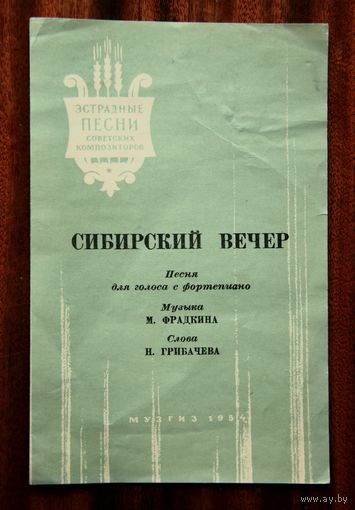 ЭСТРАДНЫЕ
ПЕСНИ
СОВЕТСКИХ
КОМПОЗИТОРОВ
СИБИРСКИЙ ВЕЧЕР
Песня
для голоса с фортепиано
Музыка
М. ФРАДКИНА
Слова
Н. ГРИБАЧЕВА
МУЗГИЗ 1954
www.ay.by